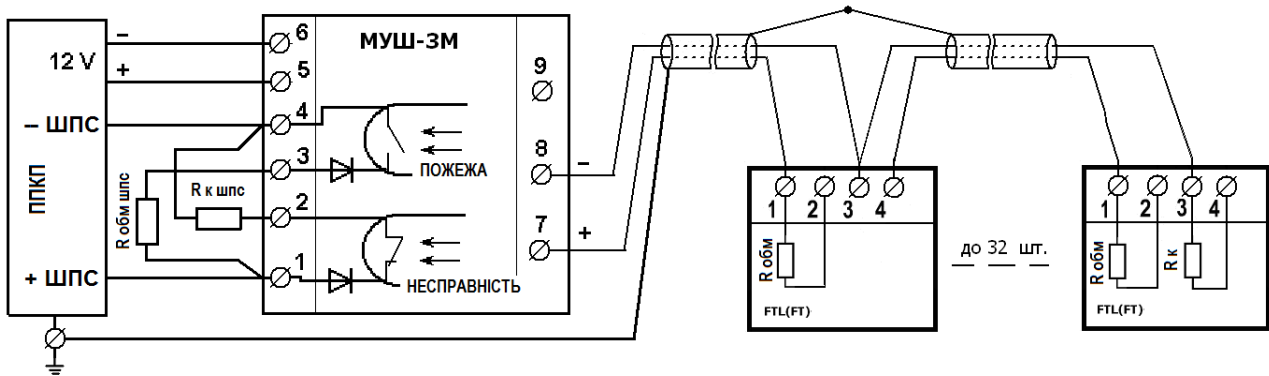 ППКП
12 V
– ШПС
+ ШПС
–
+
R обм шпс
R к шпс
МУШ-3М
6
5
4
3
2
1
ПОЖЕЖА
НЕСПРАВНІСТЬ
9
8
7
–
+
1
2
3
4
R обм
FTL(FT)
до 32 шт.
1
2
3
4
R обм
R к
FTL(FT)